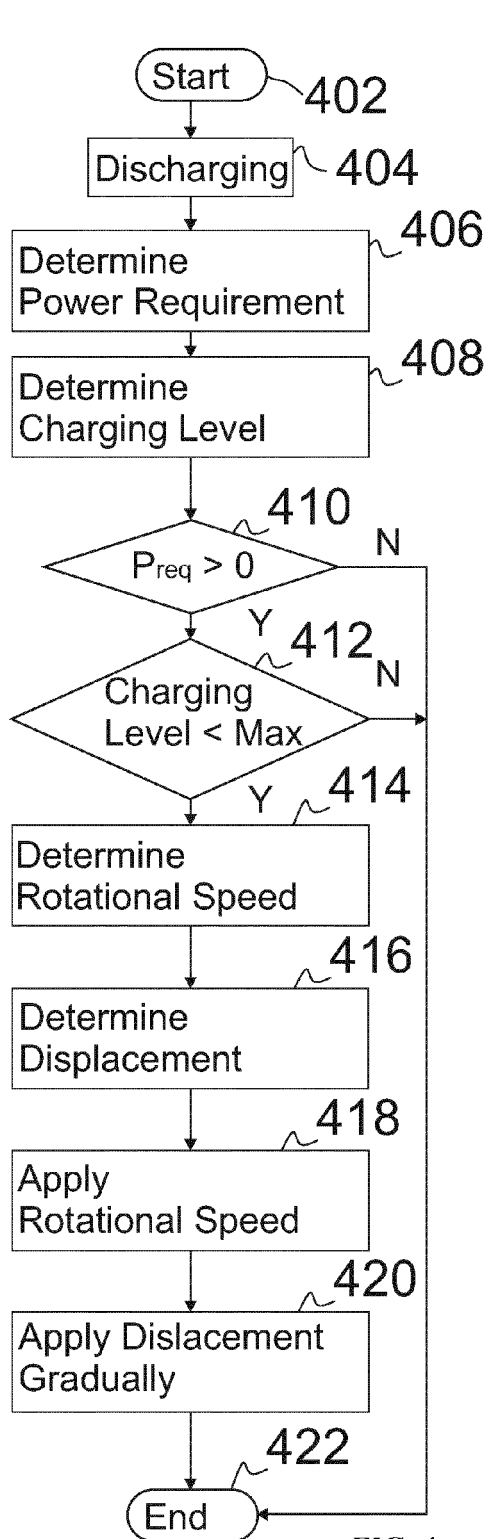 Start
402
Discharging
404
406
Determine
Power Requirement
408
Determine
Charging Level
410
Preq > 0
N
Y
412
N
Charging
Level < Max
Y
414
Determine
Rotational Speed
416
Determine
Displacement
418
Apply
Rotational Speed
420
Apply Dislacement
Gradually
422
End